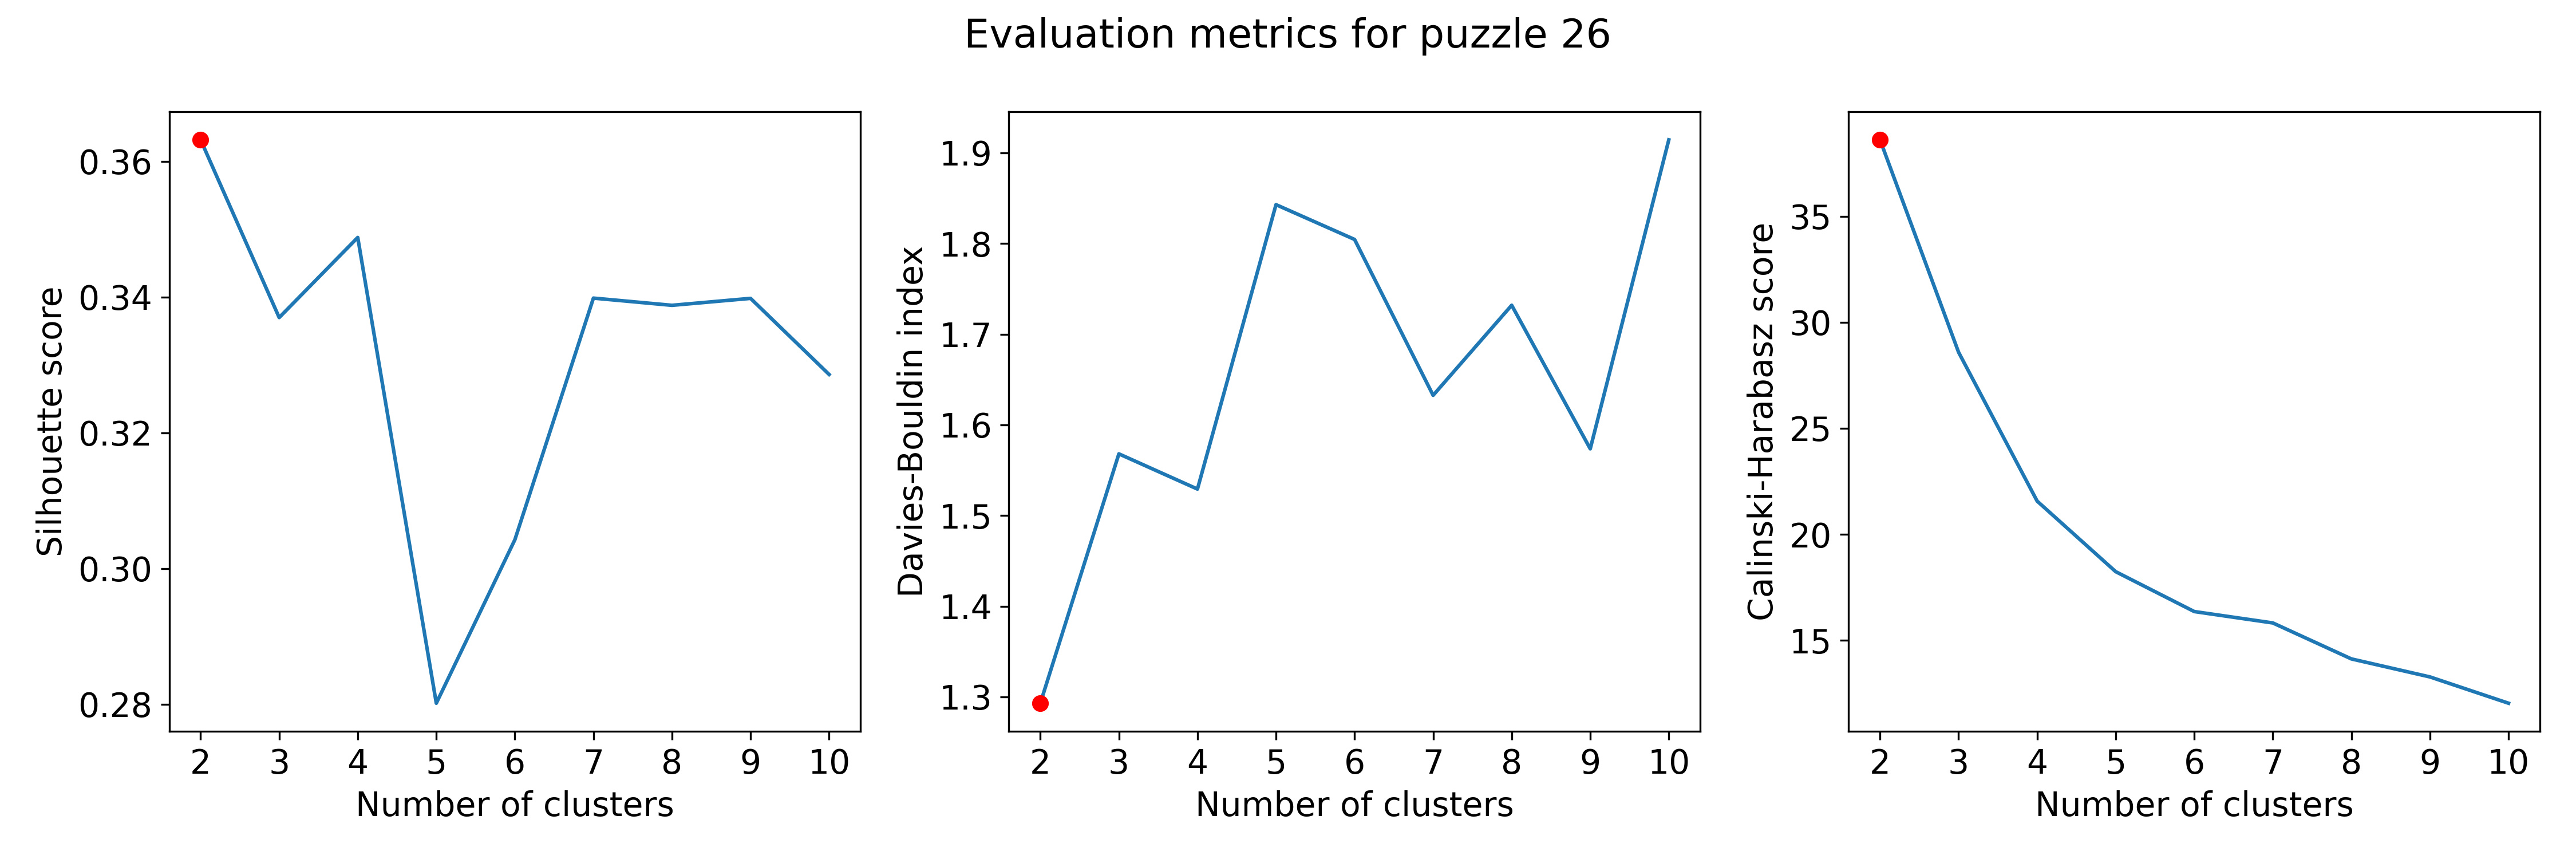 Evaluation metrics for puzzle 26
Silhouette score
0.36
0.34
0.32
0.30
0.28
2 3 4 5 6 7 8 9 10
Number of clusters
Davies-Bouldin index
1.9
1.8
1.7
1.6
1.5
1.4
1.3
2 3 4 5 6 7 8 9 10
Number of clusters
Calinski-Harabasz score
35
30
25
20
15
2 3 4 5 6 7 8 9 10
Number of clusters